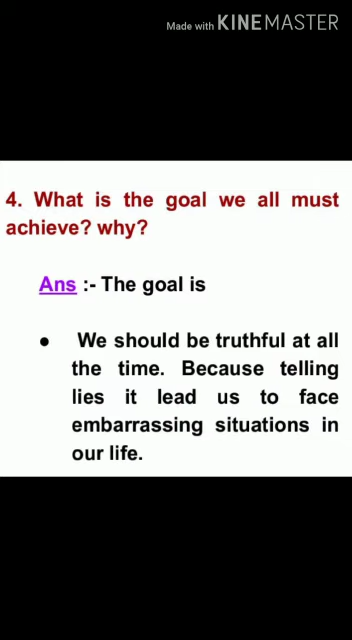 Made with KINEMASTER
4. What is the goal we all must
achieve? why?
Ans :- The goal is
• We should be truthful at all
the time. Because telling
lies it lead us to face
embarrassing situations in
our life.